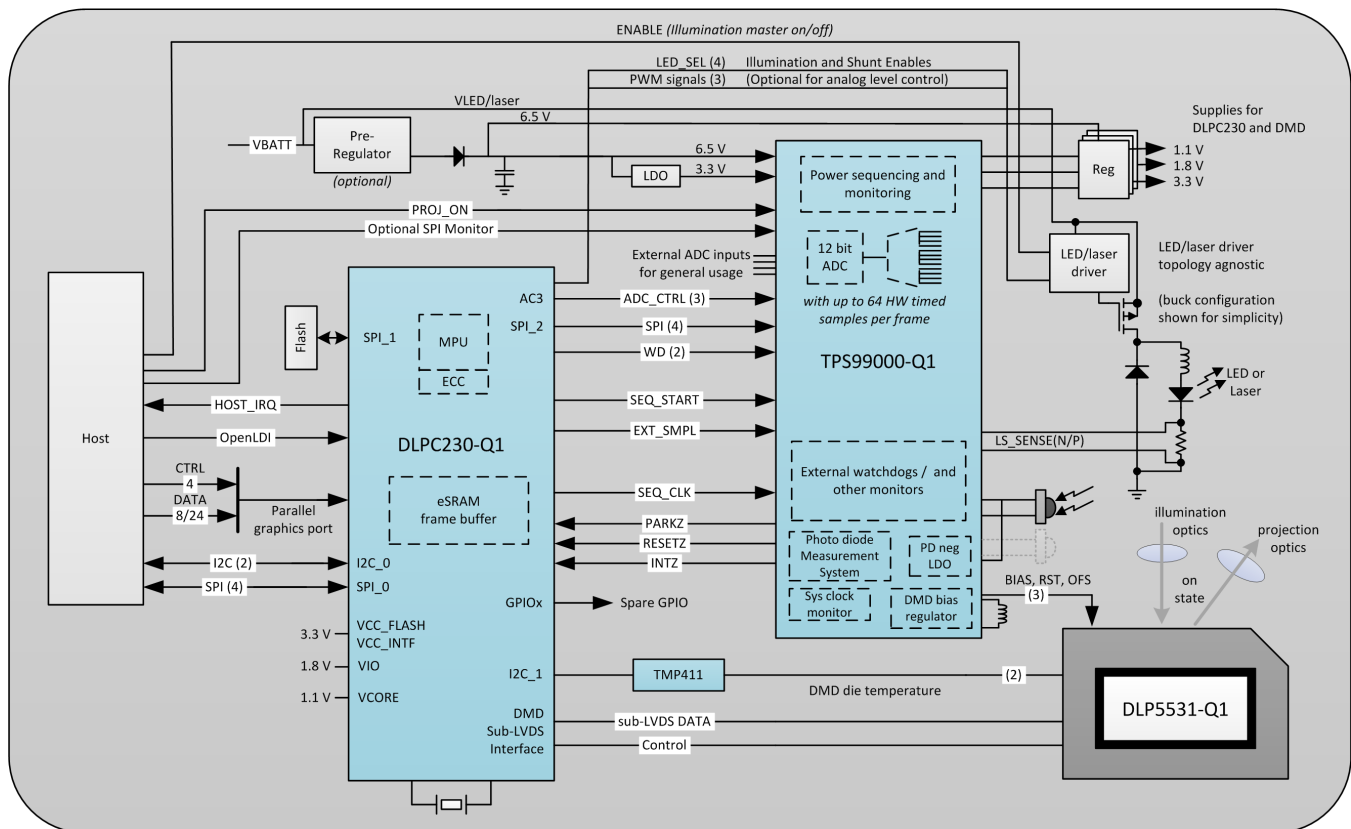 ENABLE (Illumination master on/off)
LED_SEL (4) Illumination and Shunt Enables
PWM signals (3) (Optional for analog level control)
VLED/laser
6.5 V
VBATT
Pre-
Regulator
(optional)
LDO
6.5 V
3.3 V
Supplies for
DLPC230 and DMD
Reg
1.1 V
1.8 V
3.3 V
Power sequencing and
monitoring
PROJ_ON
Optional SPI Monitor
External ADC inputs
for general usage
12 bit
ADC
with up to 64 HW timed
samples per frame
TPS99000-Q1
LED/laser
driver
LED/laser driver
topology agnostic
(buck configuration
shown for simplicity)
LED or
Laser
LS_SENSE(N/P)
Host
Flash
SPI_1
MPU
ECC
AC3
SPI_2
ADC_CTRL (3)
SPI (4)
WD (2)
SEQ_START
EXT_SMPL
SEQ_CLK
PARKZ
RESETZ
INTZ
HOST_IRQ
OpenLDI
CTRL
4
DATA
8/24
Parallel
graphics port
I2C (2)
SPI (4)
I2C_0
SPI_0
DLPC230-Q1
eSRAM
frame buffer
External watchdogs / and
other monitors
Photo diode
Measurement
System
PD neg
LDO
Sys clock
monitor
DMD bias
regulator
BIAS, RST, OFS
(3)
illumination
optics
projection
optics
on
state
GPIOx
Spare GPIO
3.3 V
VCC_FLASH
VCC_INTF
1.8 V
VIO
1.1 V
VCORE
I2C_1
TMP411
DMD die temperature
(2)
DMD
Sub-LVDS
Interface
sub-LVDS DATA
Control
DLP5531-Q1